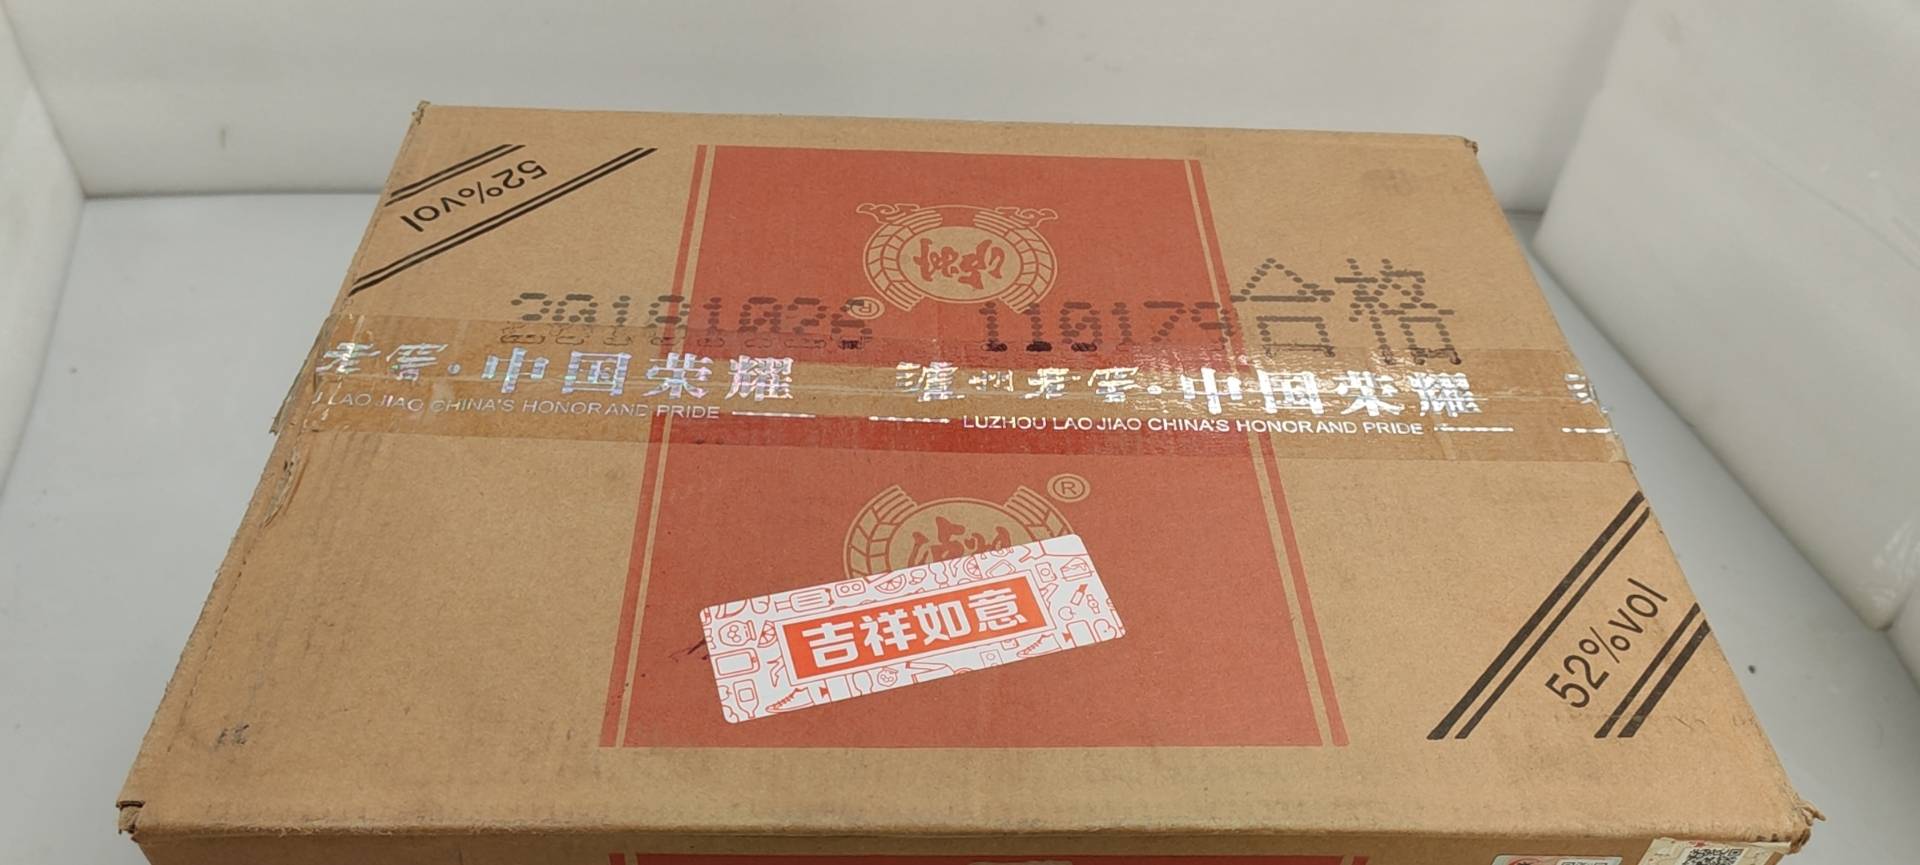 52%vol
20191026 110179合格
老窖·中国荣耀 泸州老窖·中国荣耀
LAO JIAO CHINA'S HONOR AND PRIDE LUZHOU LAO JIAO CHINA'S HONOR AND PRIDE
®
®
吉祥如意
52%vol